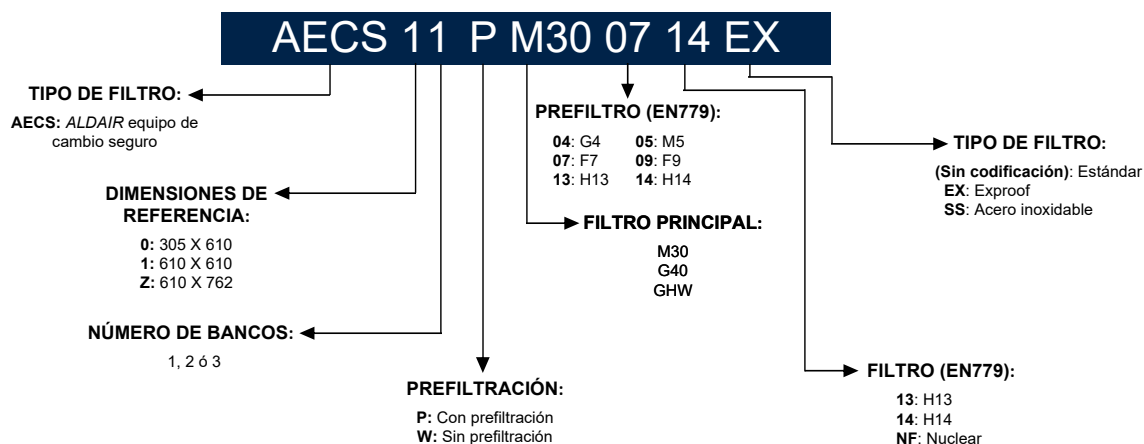 AECS 11 P M30 07 14 EX
TIPO DE FILTRO:
AECS: ALDAIR equipo de
cambio seguro
DIMENSIONES DE
REFERENCIA:
0: 305 X 610
1: 610 X 610
Z: 610 X 762
NÚMERO DE BANCOS:
1, 2 ó 3
PREFILTRACIÓN:
P: Con prefiltración
W: Sin prefiltración
PREFILTRO (EN779):
04: G4 05: M5
07: F7 09: F9
13: H13 14: H14
FILTRO PRINCIPAL:
M30
G40
GHW
FILTRO (EN779):
13: H13
14: H14
NF: Nuclear
TIPO DE FILTRO:
(Sin codificación): Estándar
EX: Exproof
SS: Acero inoxidable